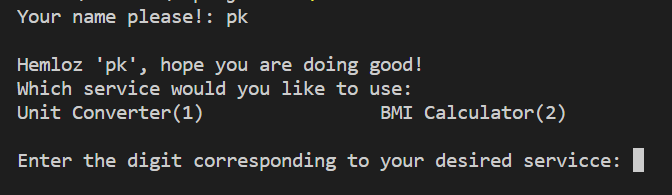 Your name please!: pk
Hemloz 'pk', hope you are doing good!
Which service would you like to use:
Unit Converter(1) BMI Calculator(2)
Enter the digit corresponding to your desired servicce: